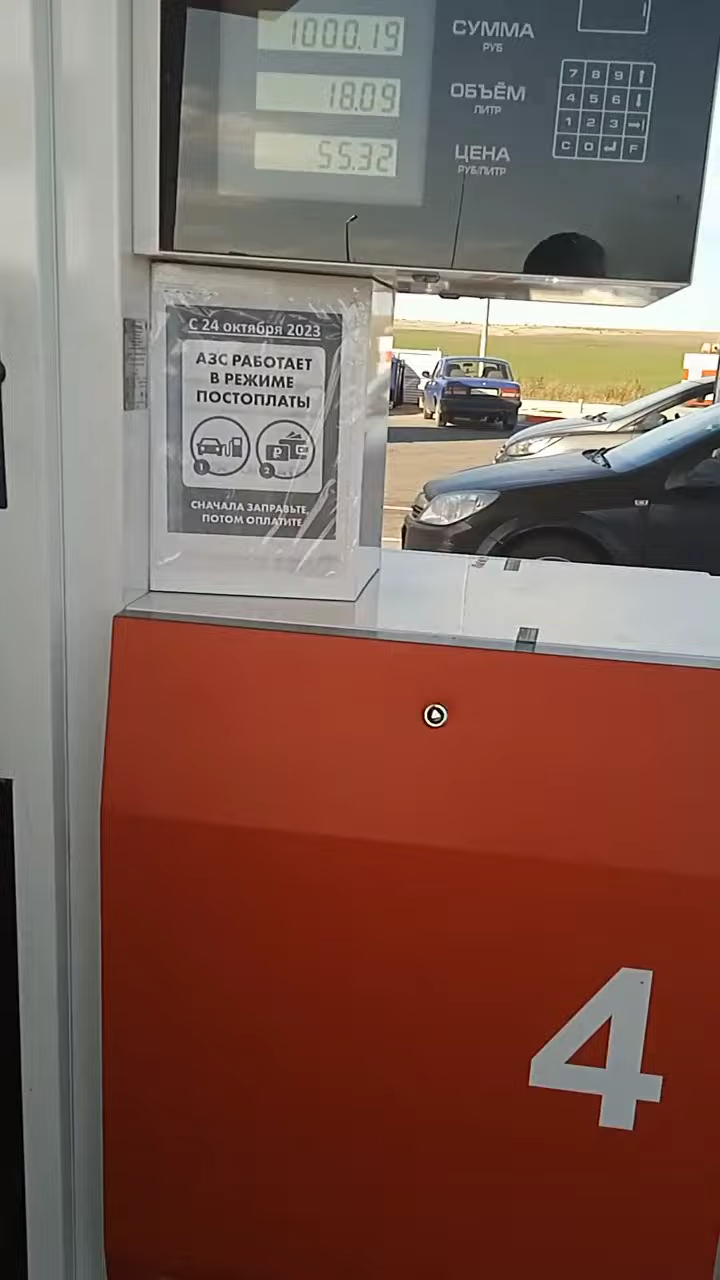 1000.19
СУММА
РУБ
18.09
ОБЪЁМ
ЛИТР
55.32
ЦЕНА
РУБ/ЛИТР
7 8 9
4 5 6
1 2 3
C 0 F
С 24 октября 2023
АЗС РАБОТАЕТ
В РЕЖИМЕ
ПОСТОПЛАТЫ
1 2
СНАЧАЛА ЗАПРАВЬТЕ,
ПОТОМ ОПЛАТИТЕ
4